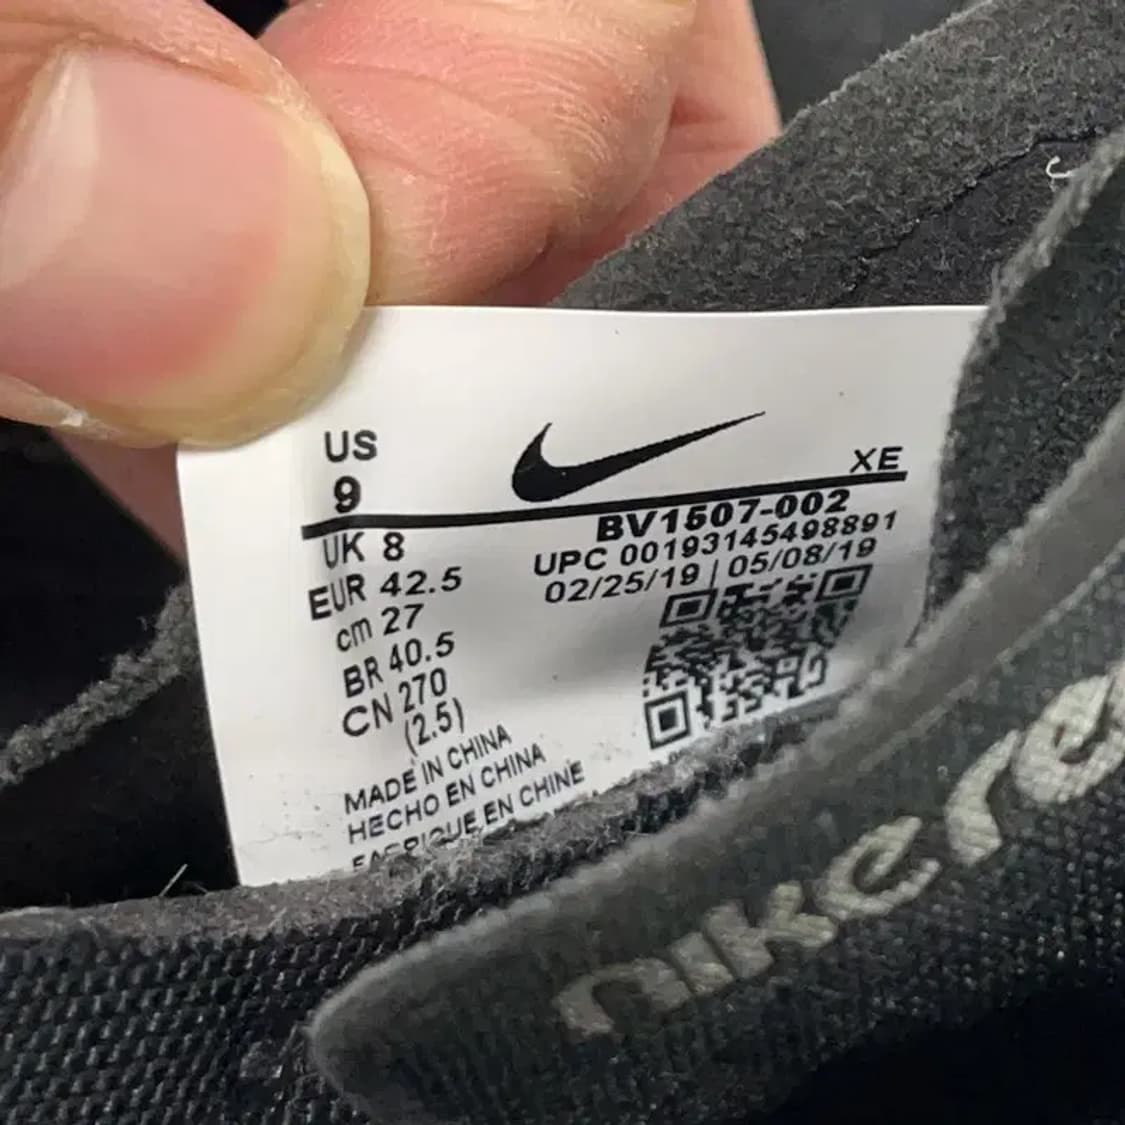 US
9
XE
UK 8
EUR 42.5
cm 27
BR 40.5
CN 270
(2.5)
BV1507-002
UPC 00193145498891
02/25/19 | 05/08/19
MADE IN CHINA
HECHO EN CHINA
FABRIQUE EN CHINE
nikere